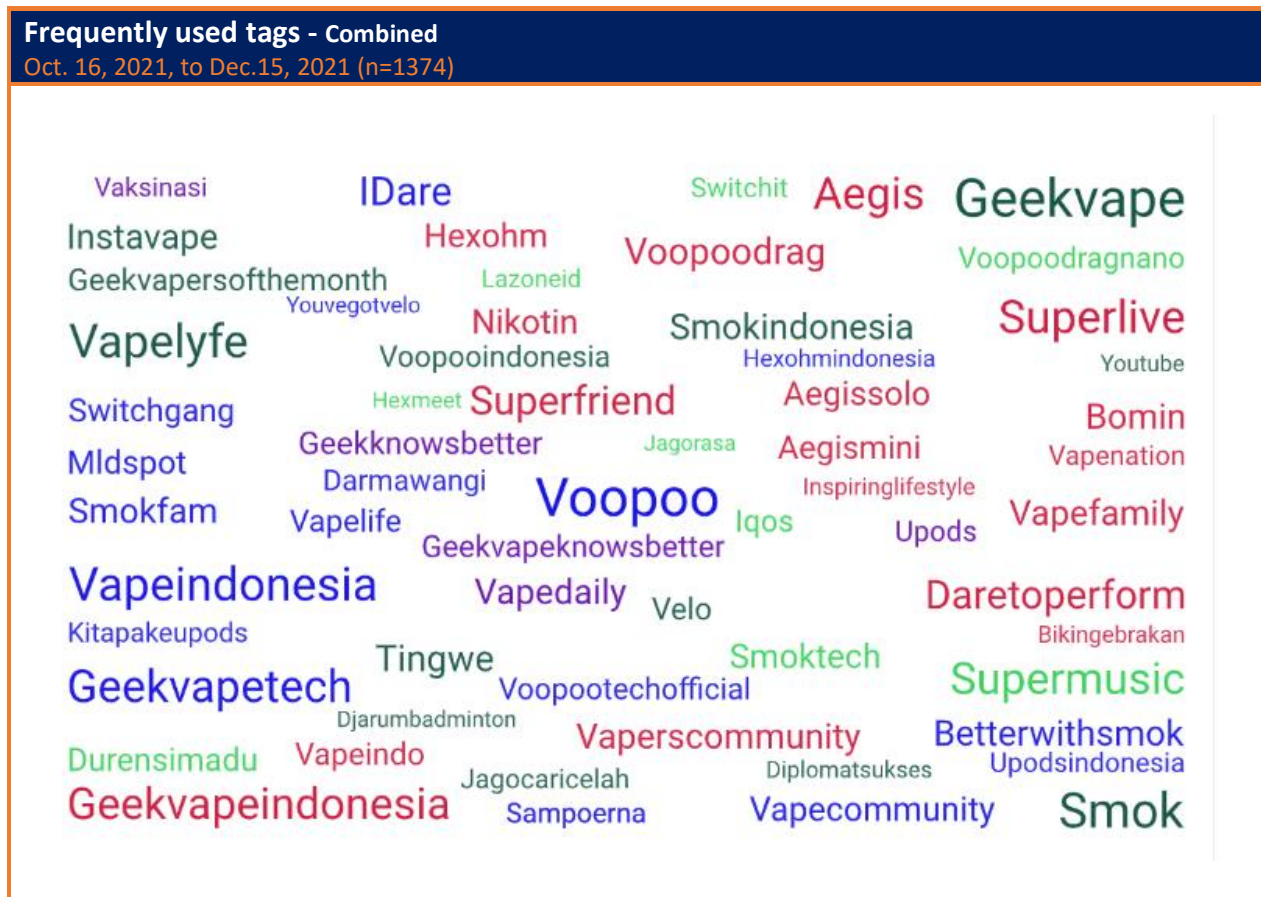 Frequently used tags - Combined
Oct. 16, 2021, to Dec.15, 2021 (n=1374)
Vaksinasi IDare Switchit Aegis Geekvape
Instavape Hexohm Voopoodrag Voopoodragnano
Geekvapersofthemonth Lazoneid
Youvegotvelo
Vapelyfe Nikotin Smokindonesia Superlive
Voopooindonesia Hexohmindonesia Youtube
Switchgang Hexmeet Superfriend Aegissolo Bomin
Geekknowsbetter Jagorasa Aegismini Vapenation
Mldspot Darmawangi Inspiringlifestyle
Smokfam Vapelife Voopoo Iqos Upods Vapefamily
Geekvapeknowsbetter
Vapeindonesia Vapedaily Velo Daretoperform
Kitapakeupods Bikingebrakan
Geekvapetech Tingwe Smoktech Supermusic
Voopootechofficial
Djarumbadminton Vaperscommunity Betterwithsmok
Durensimadu Vapeindo Jagocaricelah Diplomatsukses Upodsindonesia
Geekvapeindonesia Sampoerna Vapecommunity Smok